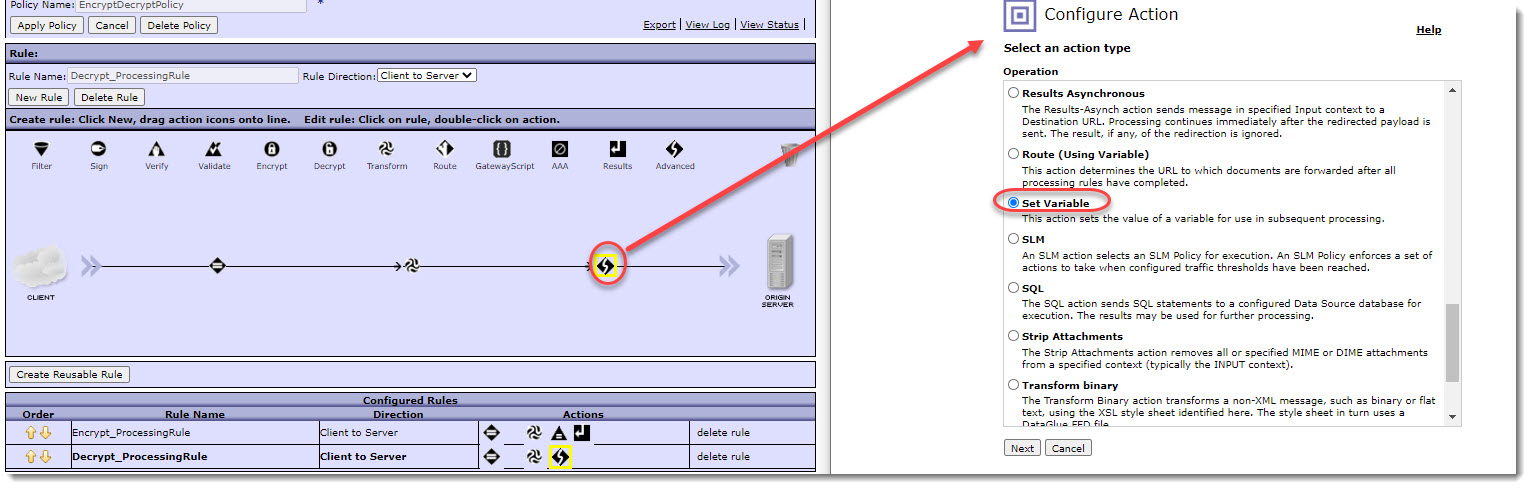 Policy Name: EncryptDecryptPolicy *
Apply Policy Cancel Delete Policy Export | View Log | View Status |
Rule:
Rule Name: Decrypt_ProcessingRule Rule Direction: Client to Server
New Rule Delete Rule
Create rule: Click New, drag action icons onto line. Edit rule: Click on rule, double-click on action.
Filter Sign Verify Validate Encrypt Decrypt Transform Route GatewayScript AAA Results Advanced
CLIENT
ORIGIN
SERVER
Create Reusable Rule
Configured Rules
Order Rule Name Direction Actions
Encrypt_ProcessingRule Client to Server delete rule
Decrypt_ProcessingRule Client to Server delete rule
Configure Action
Help
Select an action type
Operation
Results Asynchronous
The Results-Asynch action sends message in specified Input context to a
Destination URL. Processing continues immediately after the redirected payload is
sent. The result, if any, of the redirection is ignored.
Route (Using Variable)
This action determines the URL to which documents are forwarded after all
processing rules have completed.
Set Variable
This action sets the value of a variable for use in subsequent processing.
SLM
An SLM action selects an SLM Policy for execution. An SLM Policy enforces a set of
actions to take when configured traffic thresholds have been reached.
SQL
The SQL action sends SQL statements to a configured Data Source database for
execution. The results may be used for further processing.
Strip Attachments
The Strip Attachments action removes all or specified MIME or DIME attachments
from a specified context (typically the INPUT context).
Transform binary
The Transform Binary action transforms a non-XML message, such as binary or flat
text, using the XSL style sheet identified here. The style sheet in turn uses a
DataGlue FFD file.
Next Cancel